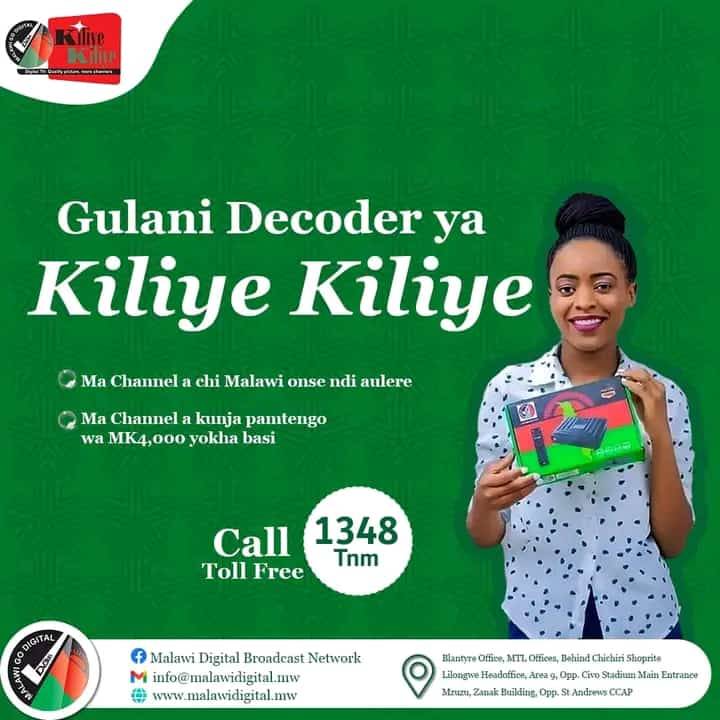 MALAWI GO DIGITAL
Kiliye
Kiliye
Digital TV: Quality picture, more channels
Gulani Decoder ya
Kiliye Kiliye
Ma Channel a chi Malawi onse ndi aulere
Ma Channel a kunja pamtengo
wa MK4,000 yokha basi
Call
Toll Free
1348
Tnm
MALAWI GO DIGITAL
Malawi Digital Broadcast Network
info@malawidigital.mw
www.malawidigital.mw
Blantyre Office, MTL Offices, Behind Chichiri Shoprite
Lilongwe Headoffice, Area 9, Opp. Civo Stadium Main Entrance
Mzuzu, Zanak Building, Opp. St Andrews CCAP